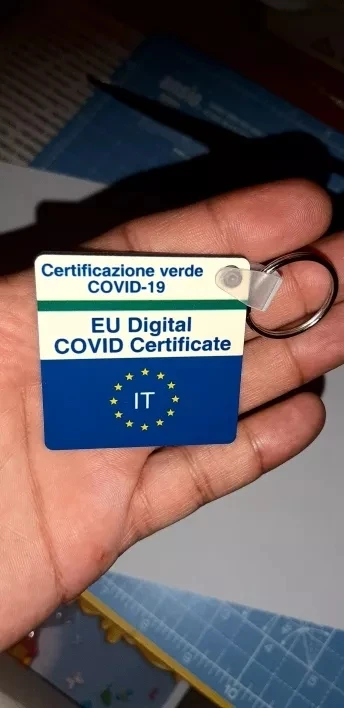 Certificazione verde
COVID-19
EU Digital
COVID Certificate
IT